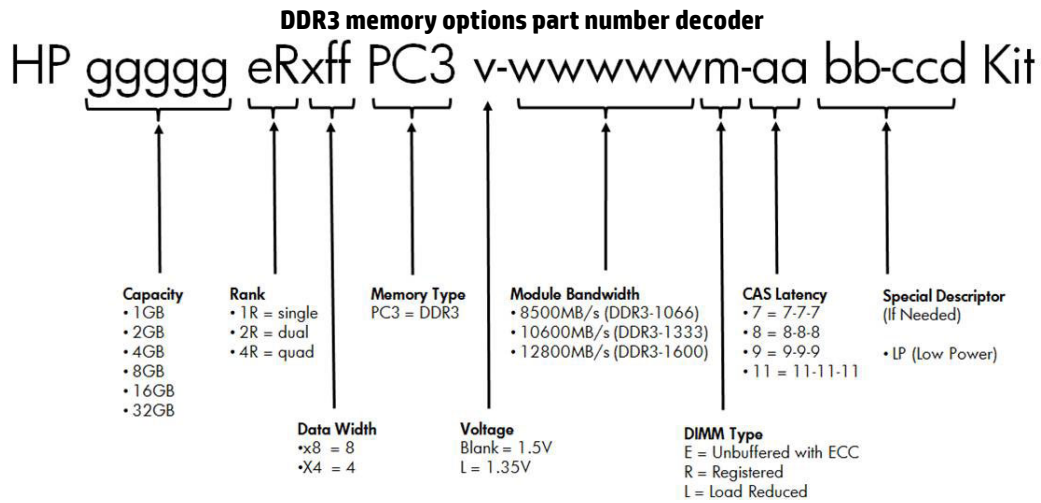 DDR3 memory options part number decoder
HP ggggg eRxff PC3 v-wwwwwm-aa bb-ccd Kit
Capacity
• 1GB
• 2GB
• 4GB
• 8GB
• 16GB
• 32GB
Rank
• 1R = single
• 2R = dual
• 4R = quad
Memory Type
PC3 = DDR3
Module Bandwidth
• 8500MB/s (DDR3-1066)
• 10600MB/s (DDR3-1333)
• 12800MB/s (DDR3-1600)
CAS Latency
• 7 = 7-7-7
• 8 = 8-8-8
• 9 = 9-9-9
• 11 = 11-11-11
Special Descriptor
(If Needed)
• LP (Low Power)
Data Width
•x8 = 8
•X4 = 4
Voltage
Blank = 1.5V
L = 1.35V
DIMM Type
E = Unbuffered with ECC
R = Registered
L = Load Reduced